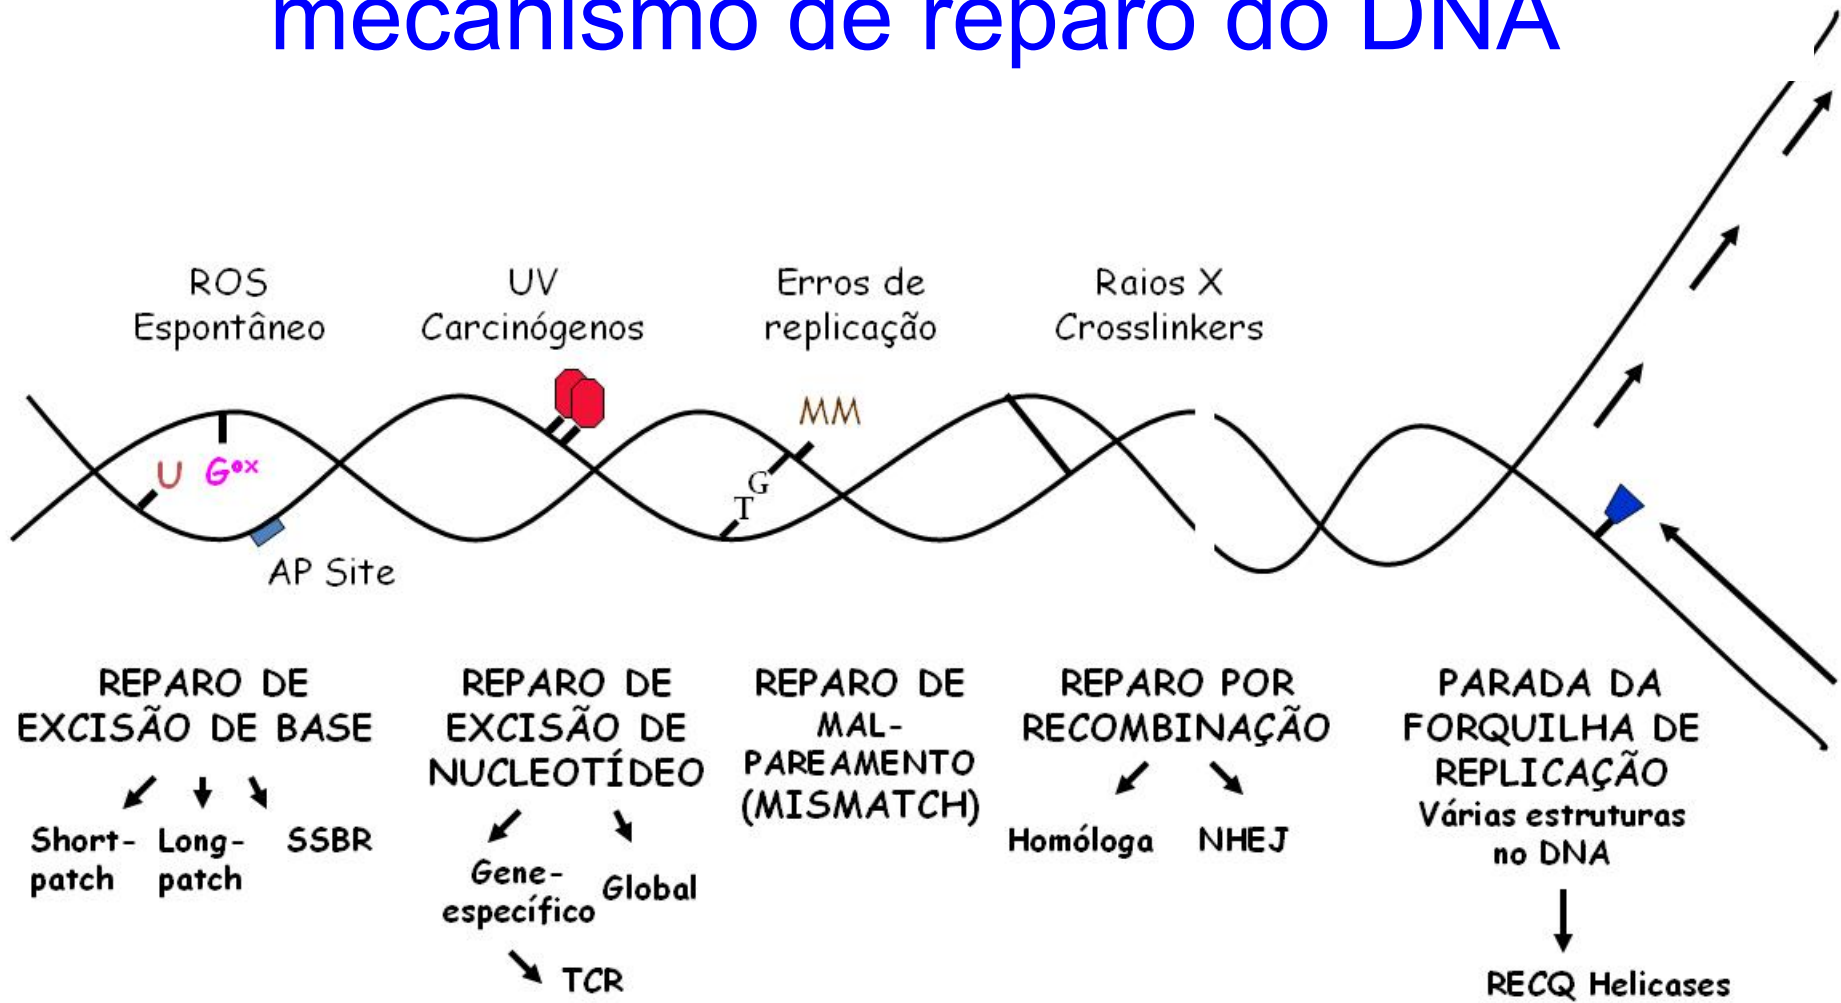 mecanismo de reparo do DNA
ROS
Espontâneo
UV
Carcinógenos
Erros de
replicação
Raios X
Crosslinkers
MM
U
Gox
G
T
AP Site
REPARO DE
EXCISÃO DE BASE
Short-
patch
Long-
patch
SSBR
REPARO DE
EXCISÃO DE
NUCLEOTÍDEO
Gene-
específico
Global
TCR
REPARO DE
MAL-
PAREAMENTO
(MISMATCH)
REPARO POR
RECOMBINAÇÃO
Homóloga
NHEJ
PARADA DA
FORQUILHA DE
REPLICAÇÃO
Várias estruturas
no DNA
RECQ Helicases